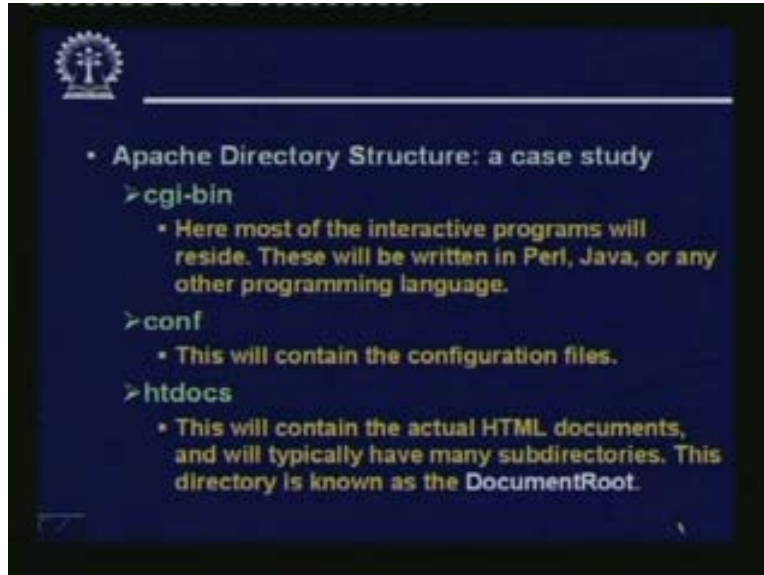 • Apache Directory Structure: a case study
➢cgi-bin
▪ Here most of the interactive programs will
reside. These will be written in Perl, Java, or any
other programming language.
➢conf
▪ This will contain the configuration files.
➢htdocs
▪ This will contain the actual HTML documents,
and will typically have many subdirectories. This
directory is known as the DocumentRoot.